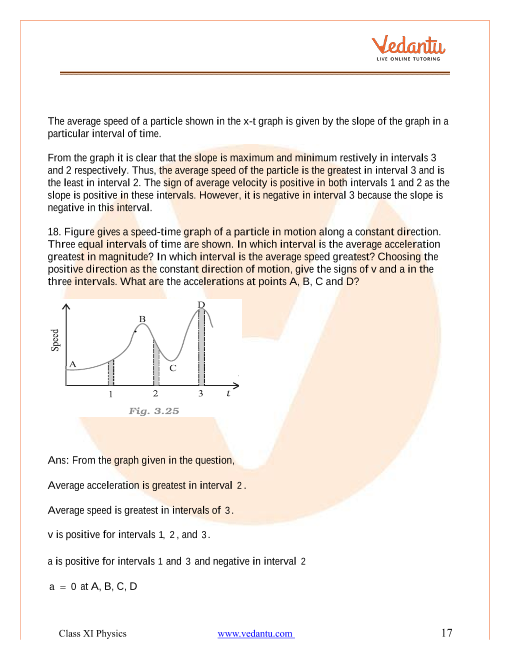 Vedantu
LIVE ONLINE TUTORING
The average speed of a particle shown in the x-t graph is given by the slope of the graph in a
particular interval of time.
From the graph it is clear that the slope is maximum and minimum restively in intervals 3
and 2 respectively. Thus, the average speed of the particle is the greatest in interval 3 and is
the least in interval 2. The sign of average velocity is positive in both intervals 1 and 2 as the
slope is positive in these intervals. However, it is negative in interval 3 because the slope is
negative in this interval.
18. Figure gives a speed-time graph of a particle in motion along a constant direction.
Three equal intervals of time are shown. In which interval is the average acceleration
greatest in magnitude? In which interval is the average speed greatest? Choosing the
positive direction as the constant direction of motion, give the signs of v and a in the
three intervals. What are the accelerations at points A, B, C and D?
D
B
Speed
A
C
1 2 3 t
Fig. 3.25
Ans: From the graph given in the question,
Average acceleration is greatest in interval 2.
Average speed is greatest in intervals of 3.
v is positive for intervals 1, 2, and 3.
a is positive for intervals 1 and 3 and negative in interval 2
a = 0 at A, B, C, D
Class XI Physics www.vedantu.com 17